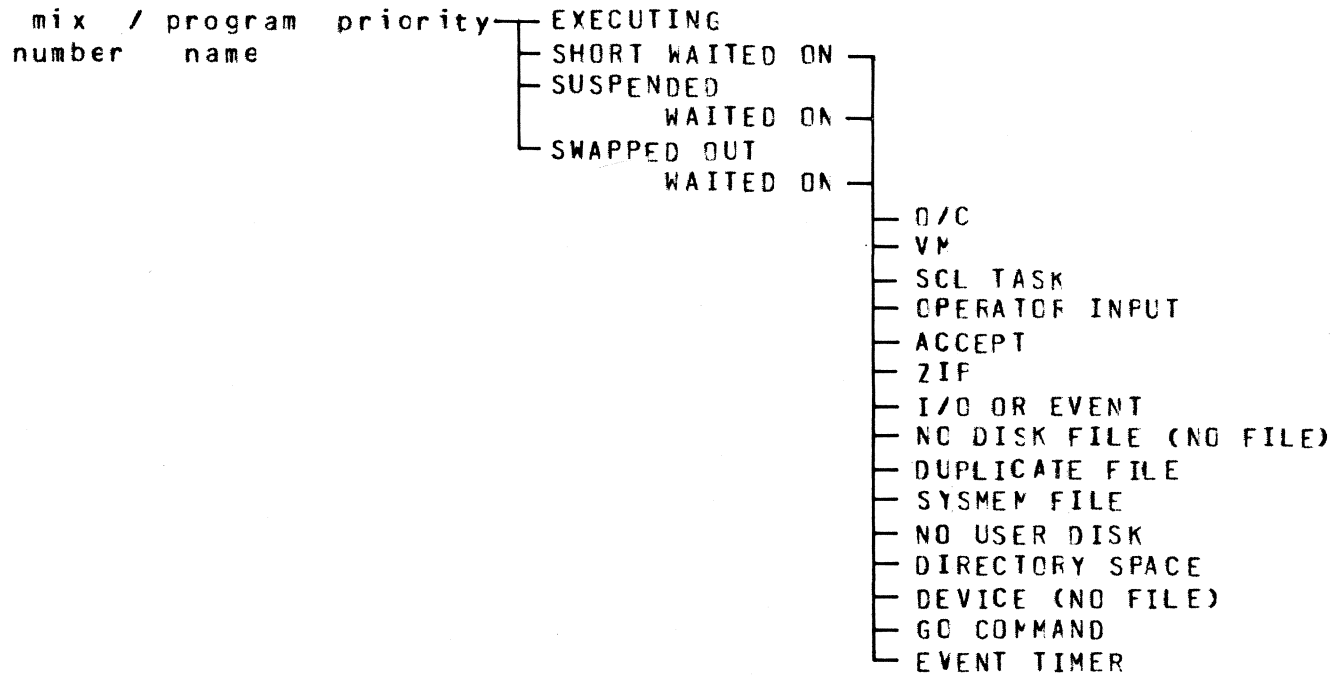 mix / program priority EXECUTING
number name SHORT WAITED ON
SUSPENDED
WAITED ON
SWAPPED OUT
WAITED ON
O/C
VM
SCL TASK
OPERATOR INPUT
ACCEPT
ZIP
I/O OR EVENT
NO DISK FILE (NO FILE)
DUPLICATE FILE
SYSMEM FILE
NO USER DISK
DIRECTORY SPACE
DEVICE (NO FILE)
GO COMMAND
EVENT TIMER